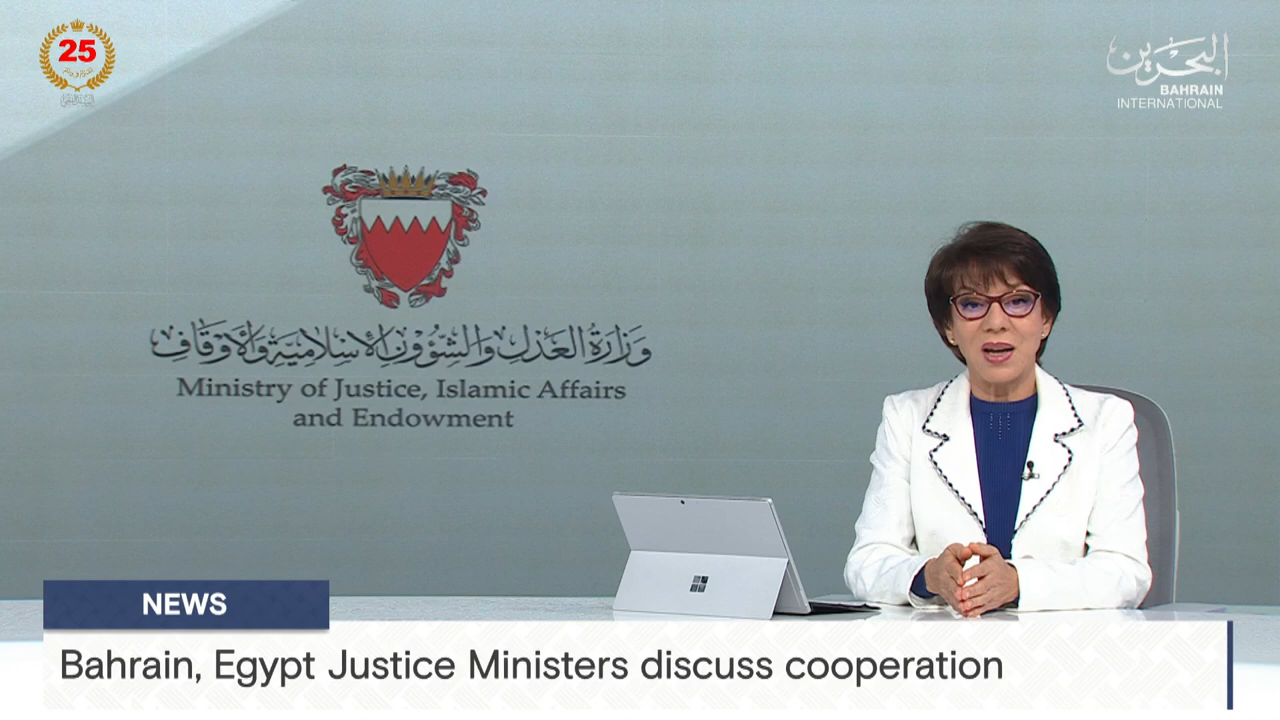 25
البحرين
BAHRAIN
INTERNATIONAL
وزارة العدل والشؤون الإسلامية والأوقاف
Ministry of Justice, Islamic Affairs
and Endowment
NEWS
Bahrain, Egypt Justice Ministers discuss cooperation